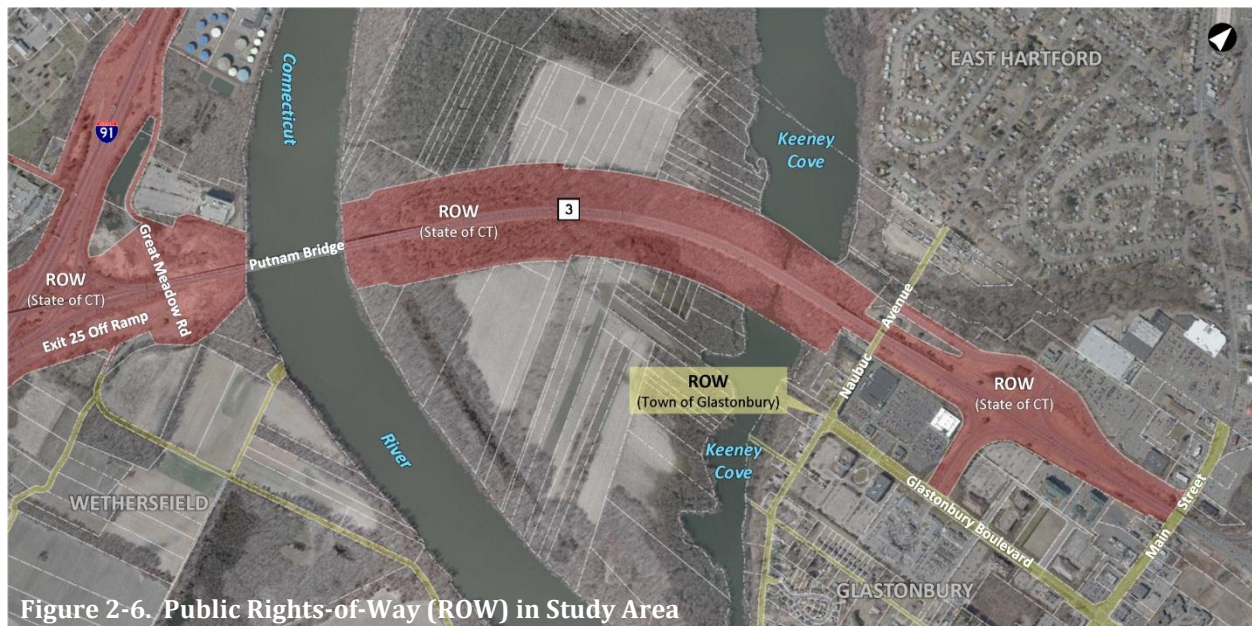 EAST HARTFORD
Connecticut
91
Keeney
Cove
ROW
(State of CT)
3
Great Meadow Rd
Putnam Bridge
ROW
(State of CT)
Exit 25 Off Ramp
Naubuc Avenue
ROW
(Town of Glastonbury)
ROW
(State of CT)
River
Keeney
Cove
WETHERSFIELD
Glastonbury Boulevard
Main Street
GLASTONBURY
Figure 2-6. Public Rights-of-Way (ROW) in Study Area